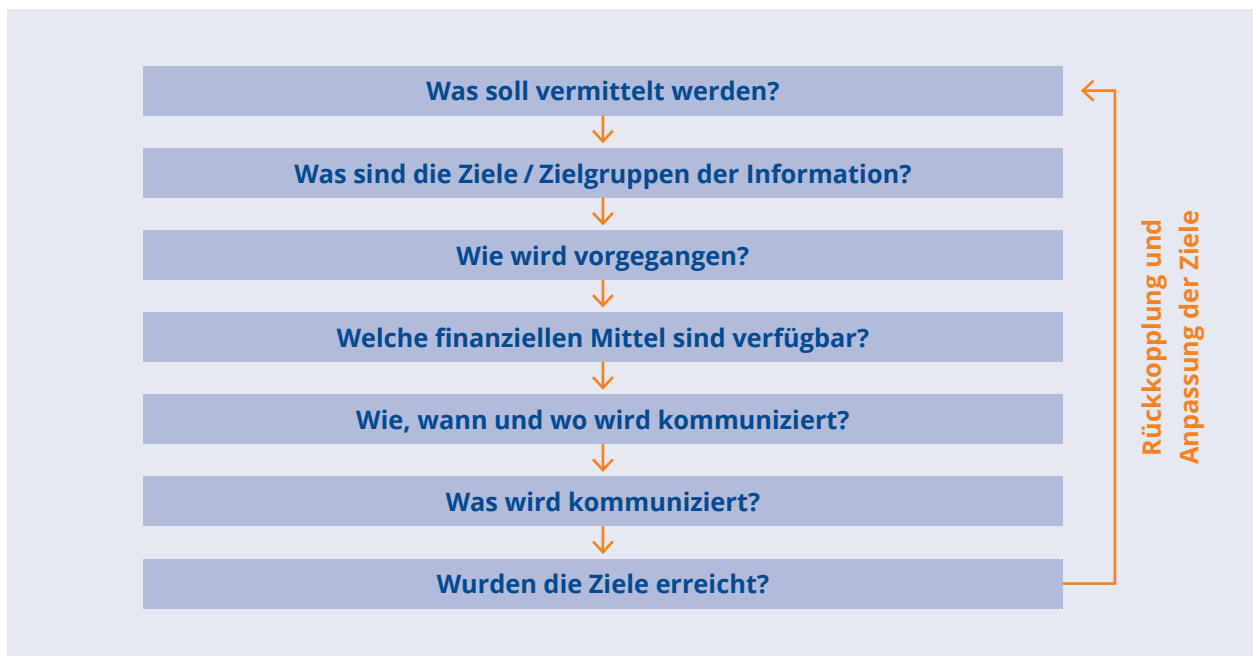 Was soll vermittelt werden?
Was sind die Ziele / Zielgruppen der Information?
Wie wird vorgegangen?
Welche finanziellen Mittel sind verfügbar?
Wie, wann und wo wird kommuniziert?
Was wird kommuniziert?
Wurden die Ziele erreicht?
Rückkopplung und
Anpassung der Ziele